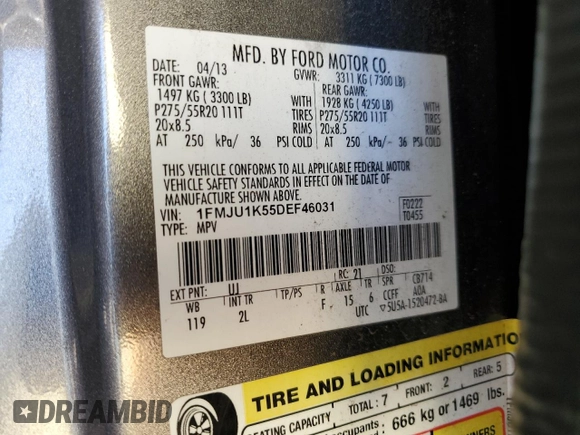 MFD. BY FORD MOTOR CO.
DATE: 04/13 GVWR: 3311 KG ( 7300 LB)
FRONT GAWR: REAR GAWR:
1497 KG ( 3300 LB) WITH 1928 KG ( 4250 LB) WITH
P275/55R20 111T TIRES P275/55R20 111T TIRES
20x8.5 RIMS 20x8.5 RIMS
AT 250 kPa/ 36 PSI COLD AT 250 kPa/ 36 PSI COLD
THIS VEHICLE CONFORMS TO ALL APPLICABLE FEDERAL MOTOR
VEHICLE SAFETY STANDARDS IN EFFECT ON THE DATE OF
MANUFACTURE SHOWN ABOVE.
VIN: 1FMJU1K55DEF46031 F0222
TYPE: MPV T0455
EXT PNT: UJ RC: 21 DSO:
WB INT TR TP/PS R AXLE TR SPR CB714
119 2L F 15 6 CCFF A0A
UTC 5U5A-1520472-BA
TIRE AND LOADING INFORMATIO
SEATING CAPACITY TOTAL: 7 FRONT: 2 REAR: 5
occupants: 666 kg or 1469 lbs.
DREAMBID